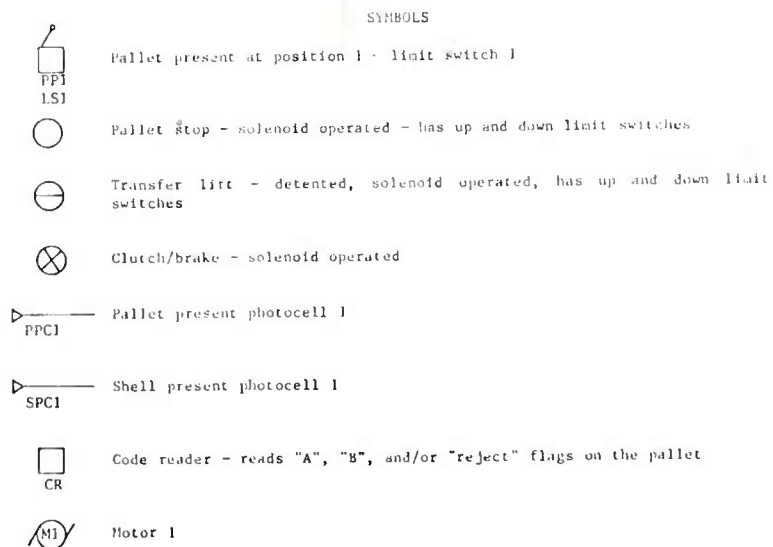 SYMBOLS
Pallet present at position 1 - limit switch 1
PP1
LS1
Pallet stop - solenoid operated - has up and down limit switches
Transfer lift - detented, solenoid operated, has up and down limit
switches
Clutch/brake - solenoid operated
Pallet present photocell 1
PPC1
Shell present photocell 1
SPC1
Code reader - reads "A", "B", and/or "reject" flags on the pallet
CR
M1
Motor 1